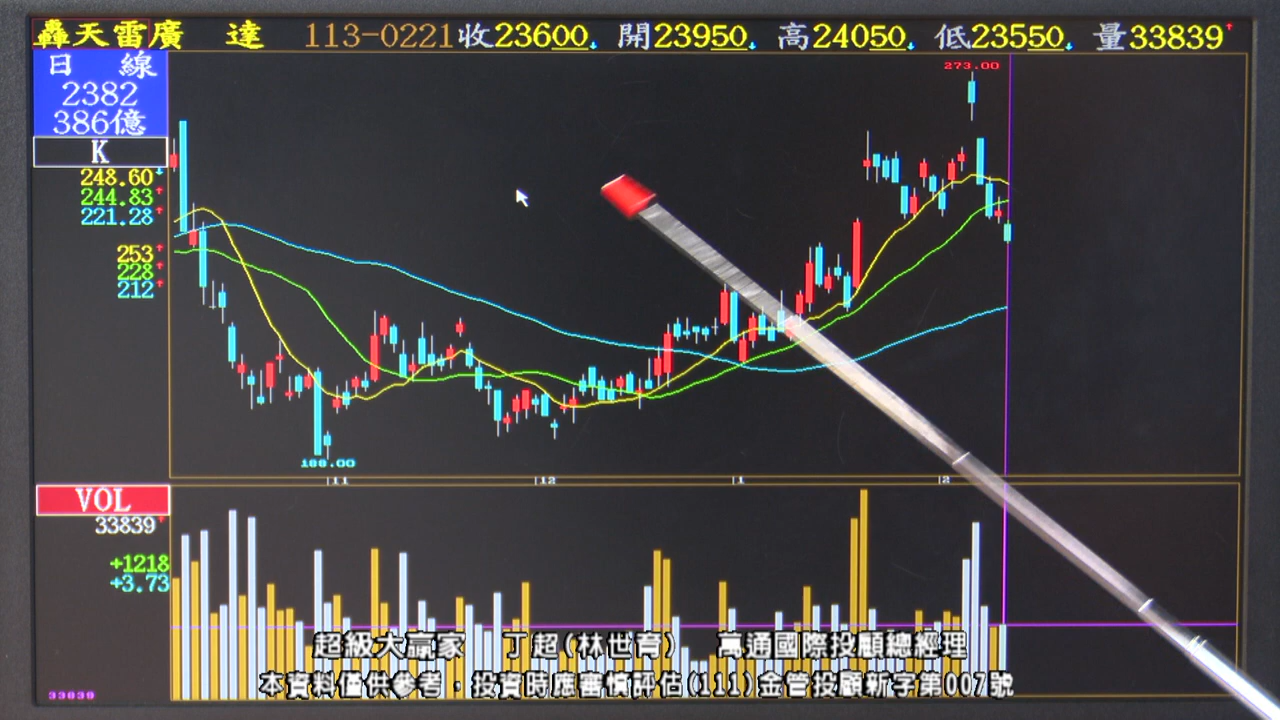 轟天雷廣 達 113-0221收23600 開23950 高24050 低23550 量33839
日 線
2382
386億
K
248.60
244.83
221.28
253
228
212
273.00
188.00
11 12 1 2
VOL
33839
+1218
+3.73
超級大贏家 丁超(林世育) 萬通國際投顧總經理
本資料僅供參考，投資時應審慎評估(111)金管投顧新字第007號
33839